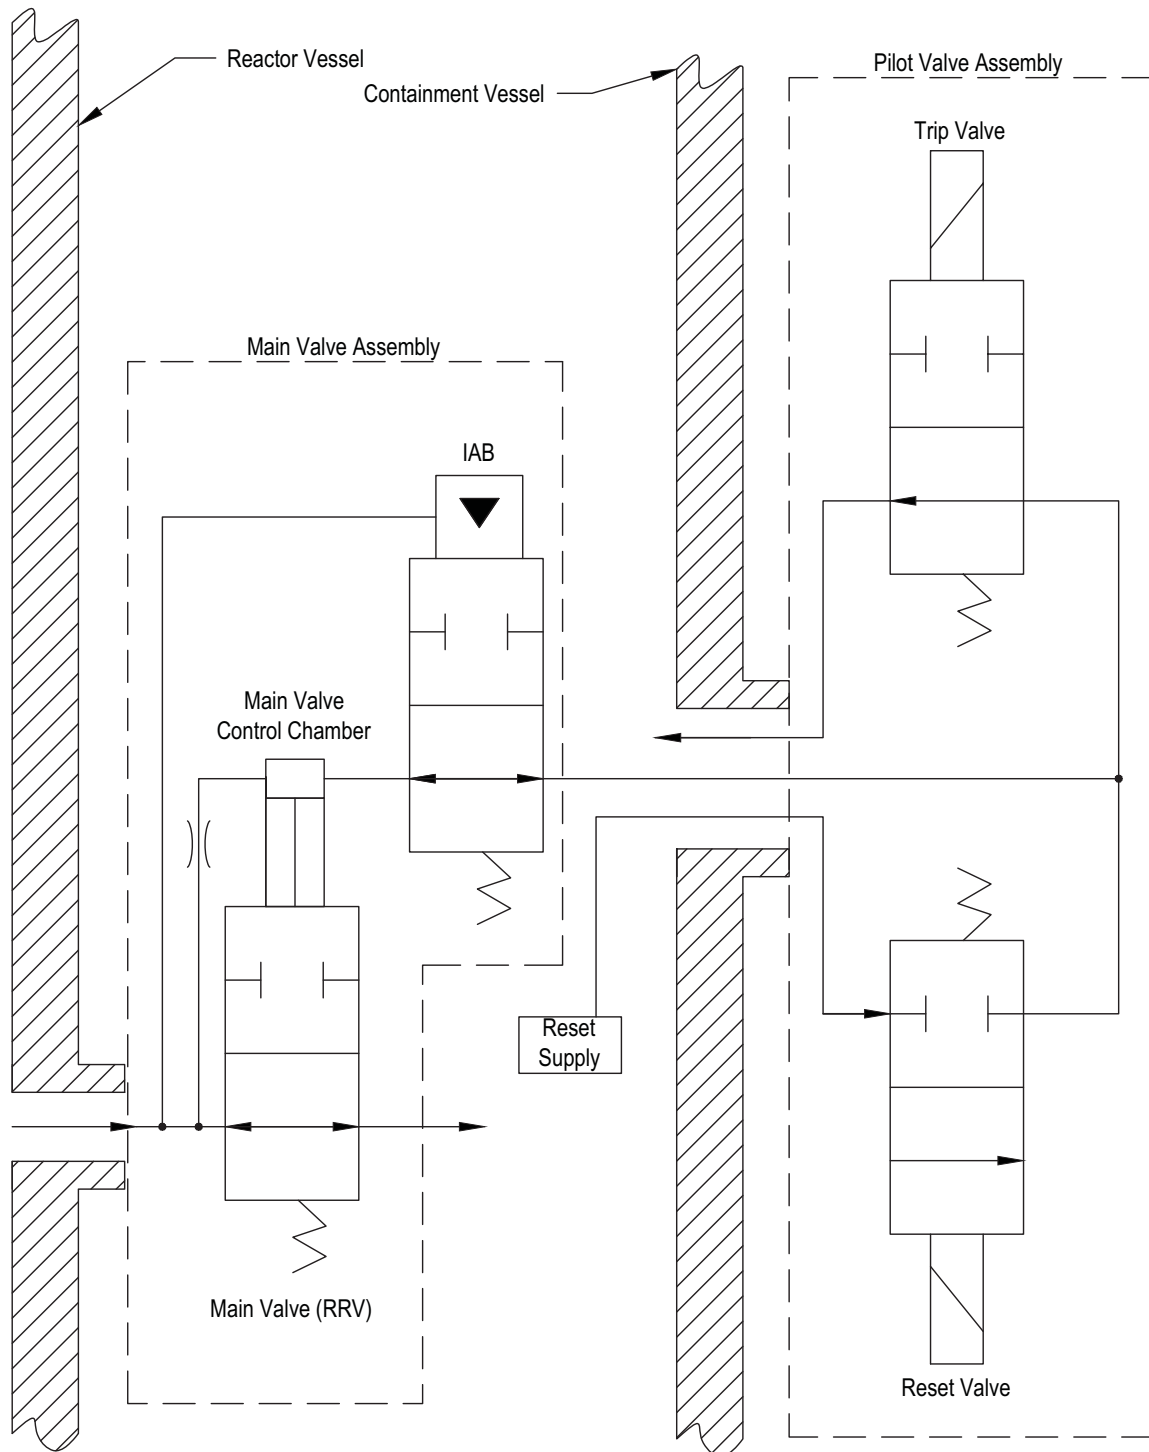 Reactor Vessel
Containment Vessel
Pilot Valve Assembly
Trip Valve
Main Valve Assembly
IAB
Main Valve
Control Chamber
Reset
Supply
Main Valve (RRV)
Reset Valve